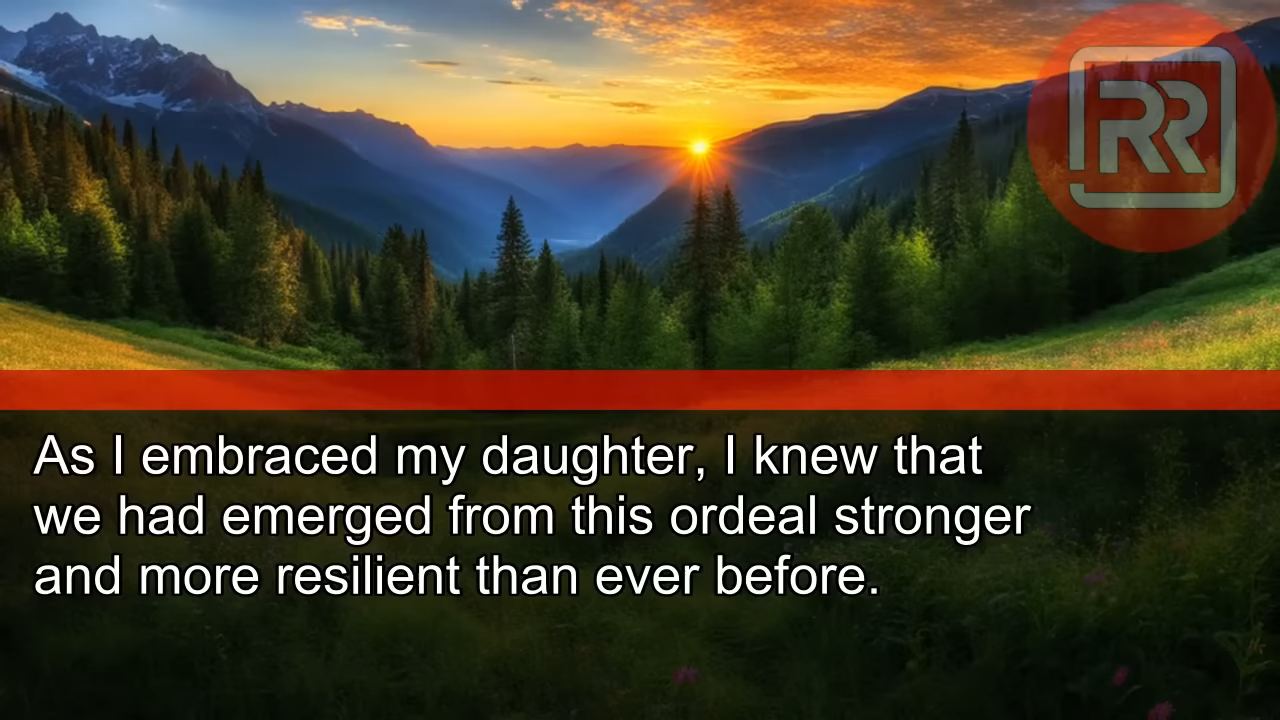 RR
As I embraced my daughter, I knew that
we had emerged from this ordeal stronger
and more resilient than ever before.